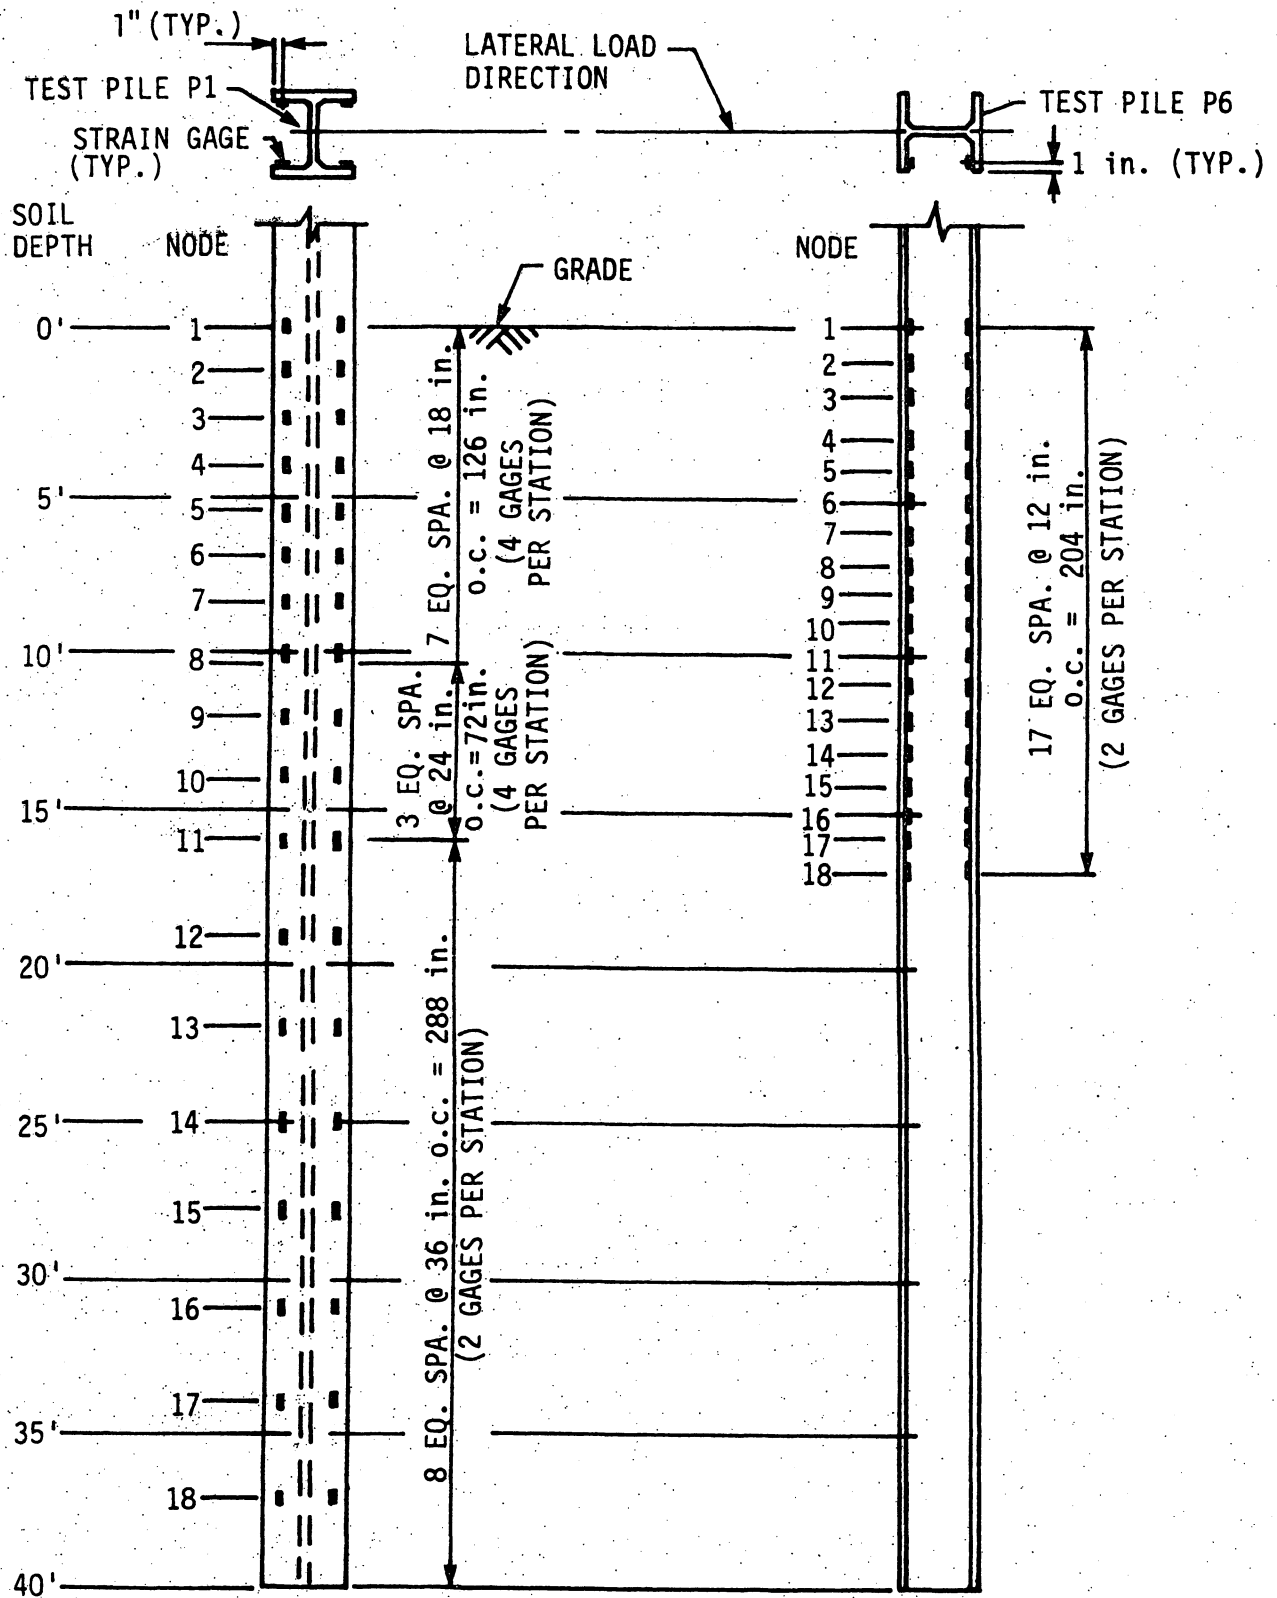 1" (TYP.)
LATERAL LOAD
DIRECTION
TEST PILE P1
TEST PILE P6
STRAIN GAGE
(TYP.)
1 in. (TYP.)
SOIL
DEPTH
NODE
NODE
GRADE
0'
5'
10'
15'
20'
25'
30'
35'
40'
1
2
3
4
5
6
7
8
9
10
11
12
13
14
15
16
17
18
7 EQ. SPA. @ 18 in.
o.c. = 126 in.
(4 GAGES
PER STATION)
3 EQ. SPA.
@ 24 in.
o.c.=72in.
(4 GAGES
PER STATION)
8 EQ. SPA. @ 36 in. o.c. = 288 in.
(2 GAGES PER STATION)
1
2
3
4
5
6
7
8
9
10
11
12
13
14
15
16
17
18
17 EQ. SPA. @ 12 in.
o.c. = 204 in.
(2 GAGES PER STATION)